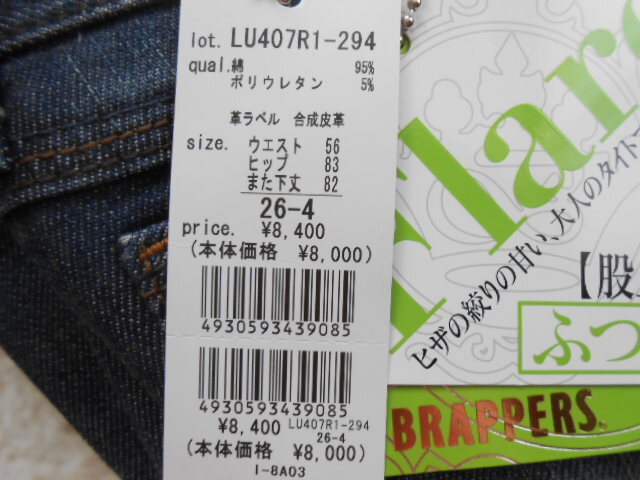 lot. LU407R1-294
qual.綿 95%
ポリウレタン 5%
革ラベル 合成皮革
size. ウエスト 56
ヒップ 83
また下丈 82
26-4
price. ¥8,400
(本体価格 ¥8,000)
4930593439085
4930593439085
¥8,400 LU407R1-294
26-4
(本体価格 ¥8,000)
I-8A03
Flare
ヒザの絞りの甘い、大人のタイト
【股
ふつ
BRAPPERS.